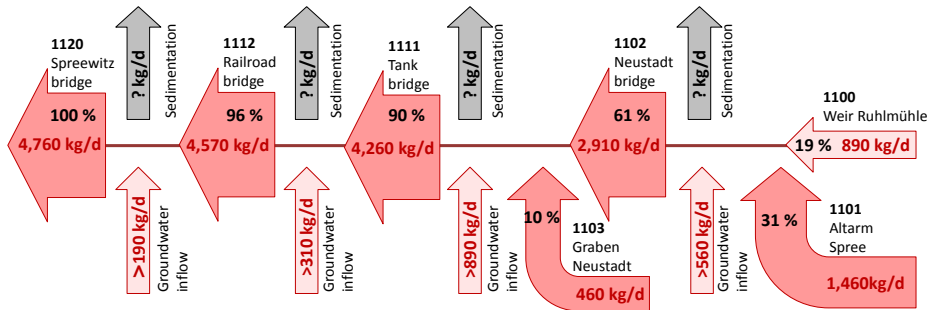 1120
Spreewitz
bridge
100 %
4,760 kg/d
? kg/d
Sedimentation
>190 kg/d
Groundwater
inflow
1112
Railroad
bridge
96 %
4,570 kg/d
? kg/d
Sedimentation
>310 kg/d
Groundwater
inflow
1111
Tank
bridge
90 %
4,260 kg/d
? kg/d
Sedimentation
>890 kg/d
Groundwater
inflow
10 %
1103
Graben
Neustadt
460 kg/d
1102
Neustadt
bridge
61 %
2,910 kg/d
? kg/d
Sedimentation
>560 kg/d
Groundwater
inflow
1100
Weir Ruhlmühle
19 % 890 kg/d
31 %
1101
Altarm
Spree
1,460kg/d